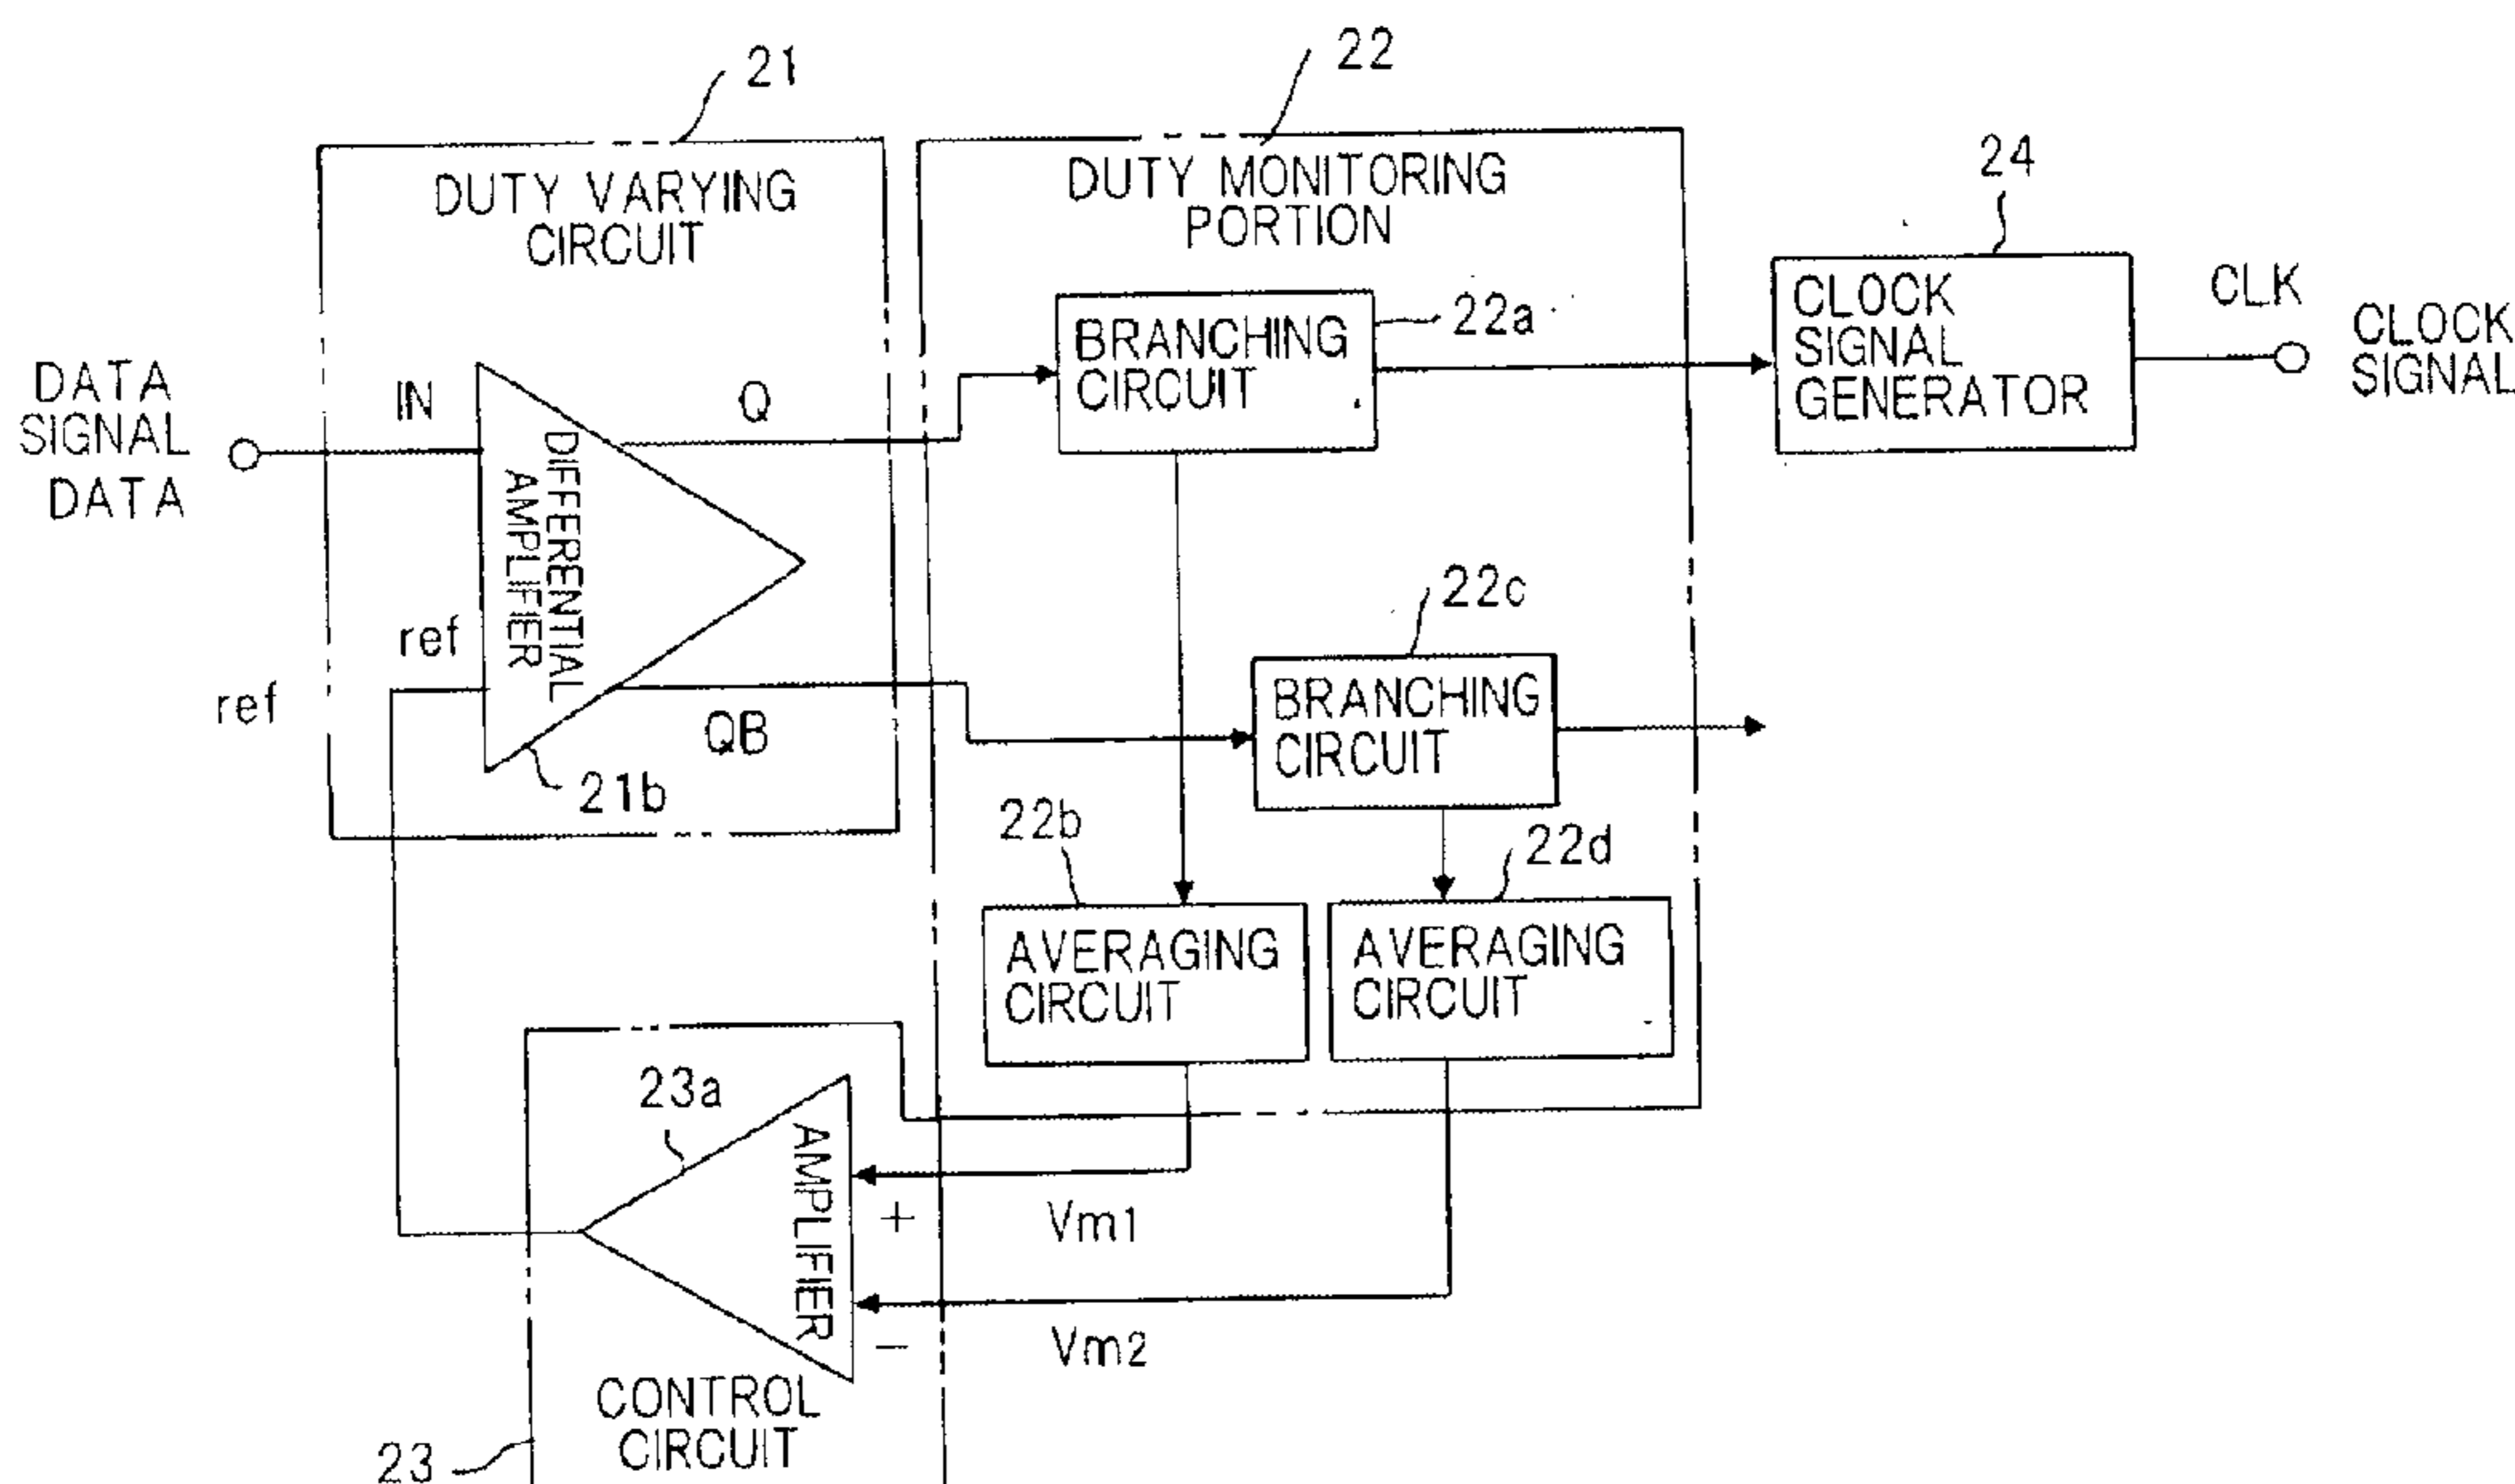 21
22
DUTY VARYING
CIRCUIT
DUTY MONITORING
PORTION
24
BRANCHING
CIRCUIT
22a
CLOCK
SIGNAL
GENERATOR
CLK
CLOCK
SIGNAL
DATA
SIGNAL
DATA
IN
Q
DIFFERENTIAL
AMPLIFIER
ref
ref
QB
21b
22c
BRANCHING
CIRCUIT
22b
22d
AVERAGING
CIRCUIT
AVERAGING
CIRCUIT
23a
AMPLIFIER
+
Vm1
−
Vm2
CONTROL
CIRCUIT
23